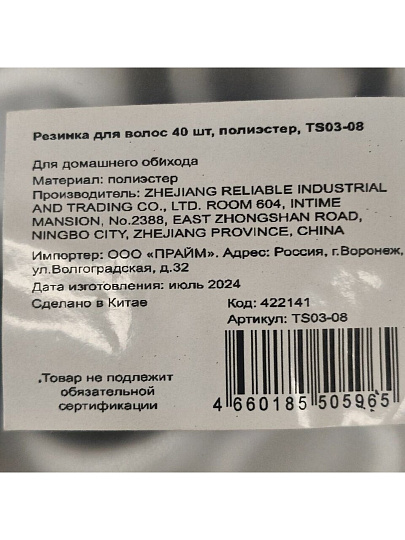 Резинка для волос 40 шт, полиэстер, TS03-08
Для домашнего обихода
Материал: полиэстер
Производитель: ZHEJIANG RELIABLE INDUSTRIAL
AND TRADING CO., LTD. ROOM 604, INTIME
MANSION, No.2388, EAST ZHONGSHAN ROAD,
NINGBO CITY, ZHEJIANG PROVINCE, CHINA
Импортер: ООО «ПРАЙМ». Адрес: Россия, г.Воронеж,
ул.Волгоградская, д.32
Дата изготовления: июль 2024
Сделано в Китае
Код: 422141
Артикул: TS03-08
.Товар не подлежит
обязательной
сертификации
4 660185 505965